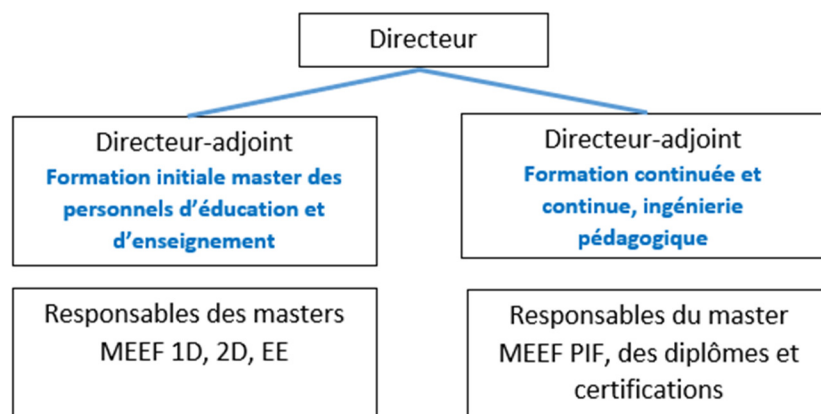 Directeur
Directeur-adjoint
Formation initiale master des
personnels d’éducation et
d’enseignement
Directeur-adjoint
Formation continuée et
continue, ingénierie
pédagogique
Responsables des masters
MEEF 1D, 2D, EE
Responsables du master
MEEF PIF, des diplômes et
certifications